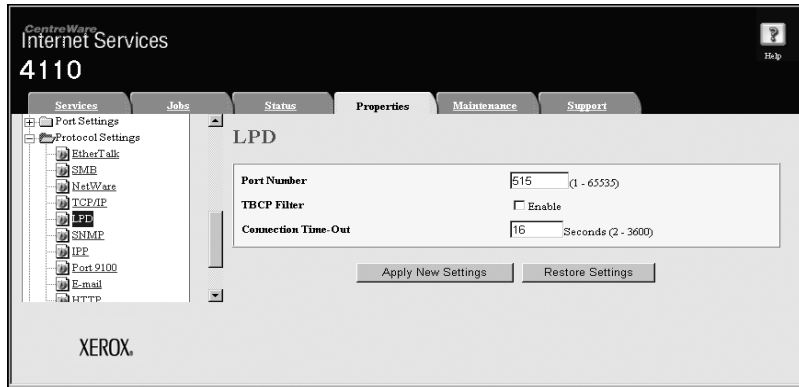 CentreWare
Internet Services
4110
Help
Services Jobs Status Properties Maintenance Support
Port Settings
Protocol Settings
EtherTalk
SMB
NetWare
TCP/IP
LPD
SNMP
IPP
Port 9100
E-mail
HTTP
LPD
Port Number 515 (1 - 65535)
TBCP Filter Enable
Connection Time-Out 16 Seconds (2 - 3600)
Apply New Settings Restore Settings
XEROX.